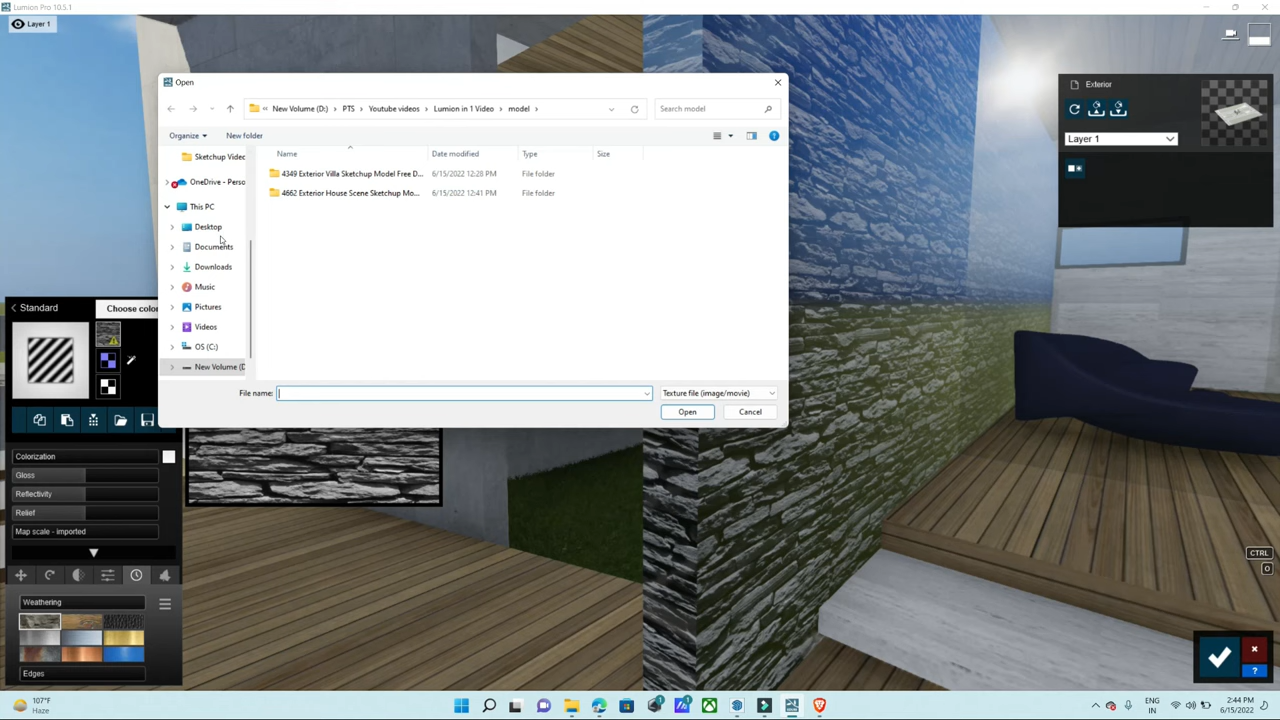 Lumion Pro 10.5.1
Layer 1
Open
« New Volume (D:) › PTS › Youtube videos › Lumion in 1 Video › model ›
Search model
Organize
New folder
Name
Date modified
Type
Size
Sketchup Video
4349 Exterior Villa Sketchup Model Free D...
6/15/2022 12:28 PM
File folder
4662 Exterior House Scene Sketchup Mo...
6/15/2022 12:41 PM
File folder
OneDrive - Perso
This PC
Desktop
Documents
Downloads
Music
Pictures
Videos
OS (C:)
New Volume (D
File name:
Texture file (image/movie)
Open
Cancel
Exterior
Layer 1
Standard
Choose color
Colorization
Gloss
Reflectivity
Relief
Map scale - imported
Weathering
Edges
CTRL
O
?
107°F
Haze
ENG
IN
2:44 PM
6/15/2022